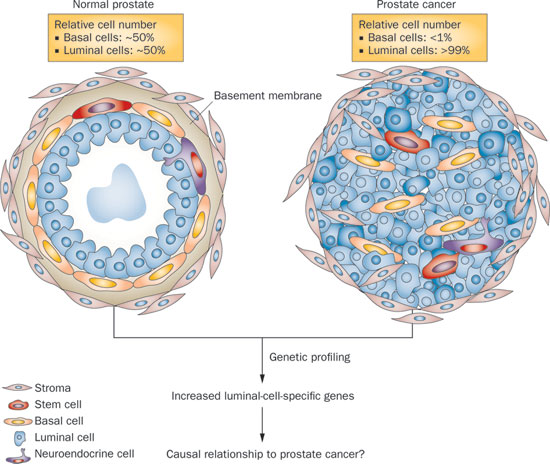 Normal prostate
Relative cell number
▪ Basal cells: ~50%
▪ Luminal cells: ~50%
Prostate cancer
Relative cell number
▪ Basal cells: <1%
▪ Luminal cells: >99%
Basement membrane
Genetic profiling
Increased luminal-cell-specific genes
Causal relationship to prostate cancer?
Stroma
Stem cell
Basal cell
Luminal cell
Neuroendocrine cell